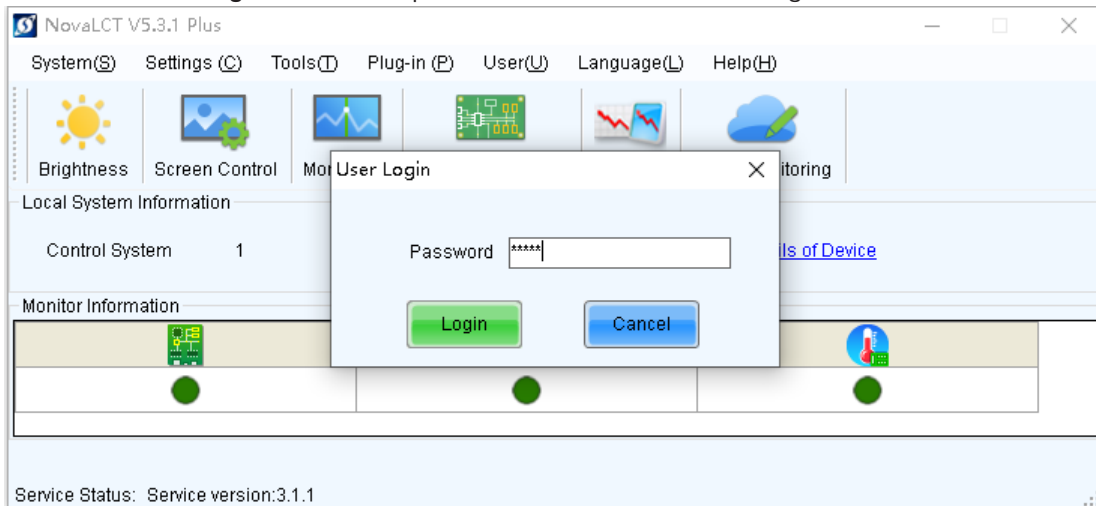 NovaLCT V5.3.1 Plus
System(S) Settings (C) Tools(T) Plug-in (P) User(U) Language(L) Help(H)
Brightness Screen Control Mon itoring
User Login
Local System Information
Control System 1 ils of Device
Password *****
Monitor Information
Login Cancel
Service Status: Service version:3.1.1